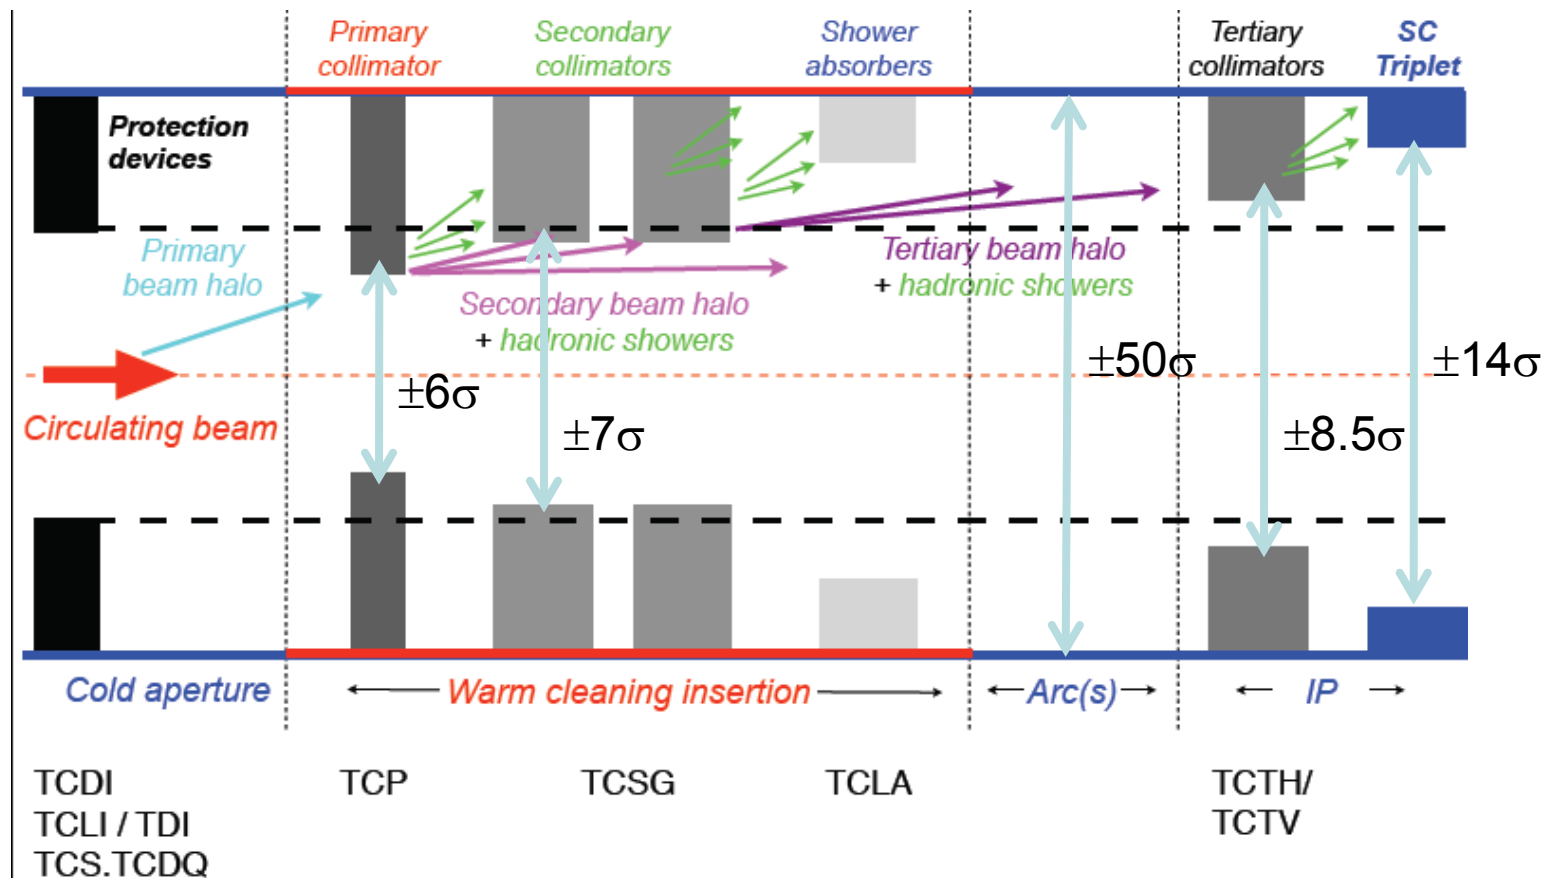 Primary
collimator
Secondary
collimators
Shower
absorbers
Tertiary
collimators
SC
Triplet
Protection
devices
Primary
beam halo
Tertiary beam halo
+ hadronic showers
Secondary beam halo
+ hadronic showers
Circulating beam
±6σ
±7σ
±50σ
±8.5σ
±14σ
Cold aperture
Warm cleaning insertion
Arc(s)
IP
TCDI
TCLI / TDI
TCS.TCDQ
TCP
TCSG
TCLA
TCTH/
TCTV